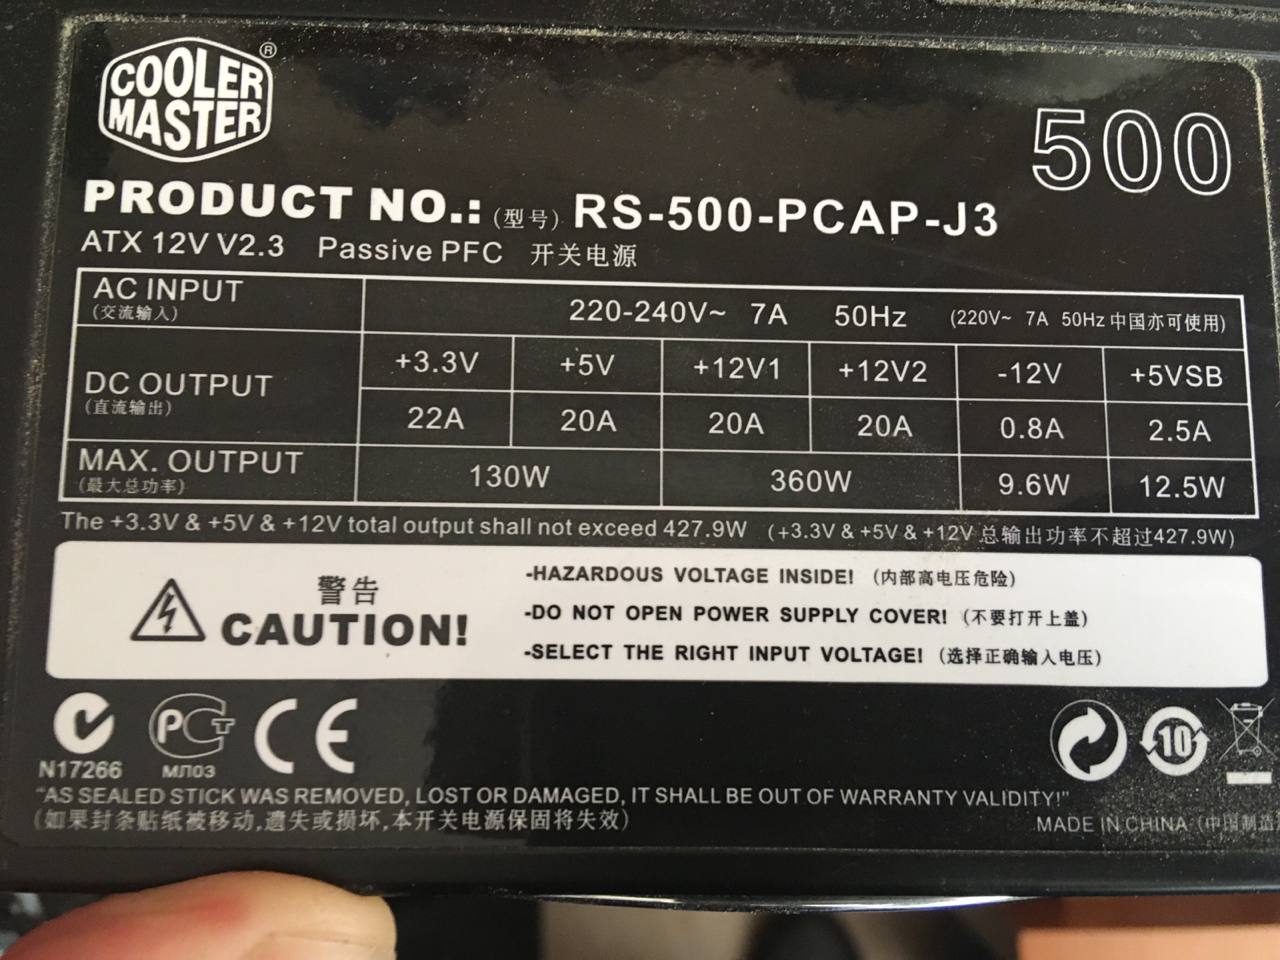 COOLER MASTER ®
500
PRODUCT NO.: (型号) RS-500-PCAP-J3
ATX 12V V2.3 Passive PFC 开关电源
AC INPUT 220-240V~ 7A 50Hz (220V~ 7A 50Hz 中国亦可使用)
(交流输入)
+3.3V +5V +12V1 +12V2 -12V +5VSB
DC OUTPUT
(直流输出)
22A 20A 20A 20A 0.8A 2.5A
MAX. OUTPUT 130W 360W 9.6W 12.5W
(最大总功率)
The +3.3V & +5V & +12V total output shall not exceed 427.9W (+3.3V & +5V & +12V 总输出功率不超过427.9W)
警告
CAUTION!
-HAZARDOUS VOLTAGE INSIDE! (内部高电压危险)
-DO NOT OPEN POWER SUPPLY COVER! (不要打开上盖)
-SELECT THE RIGHT INPUT VOLTAGE! (选择正确输入电压)
PCT CE 10
N17266 МЛ03
"AS SEALED STICK WAS REMOVED, LOST OR DAMAGED, IT SHALL BE OUT OF WARRANTY VALIDITY!"
(如果封条贴纸被移动,遗失或损坏,本开关电源保固将失效)
MADE IN CHINA (中国制造